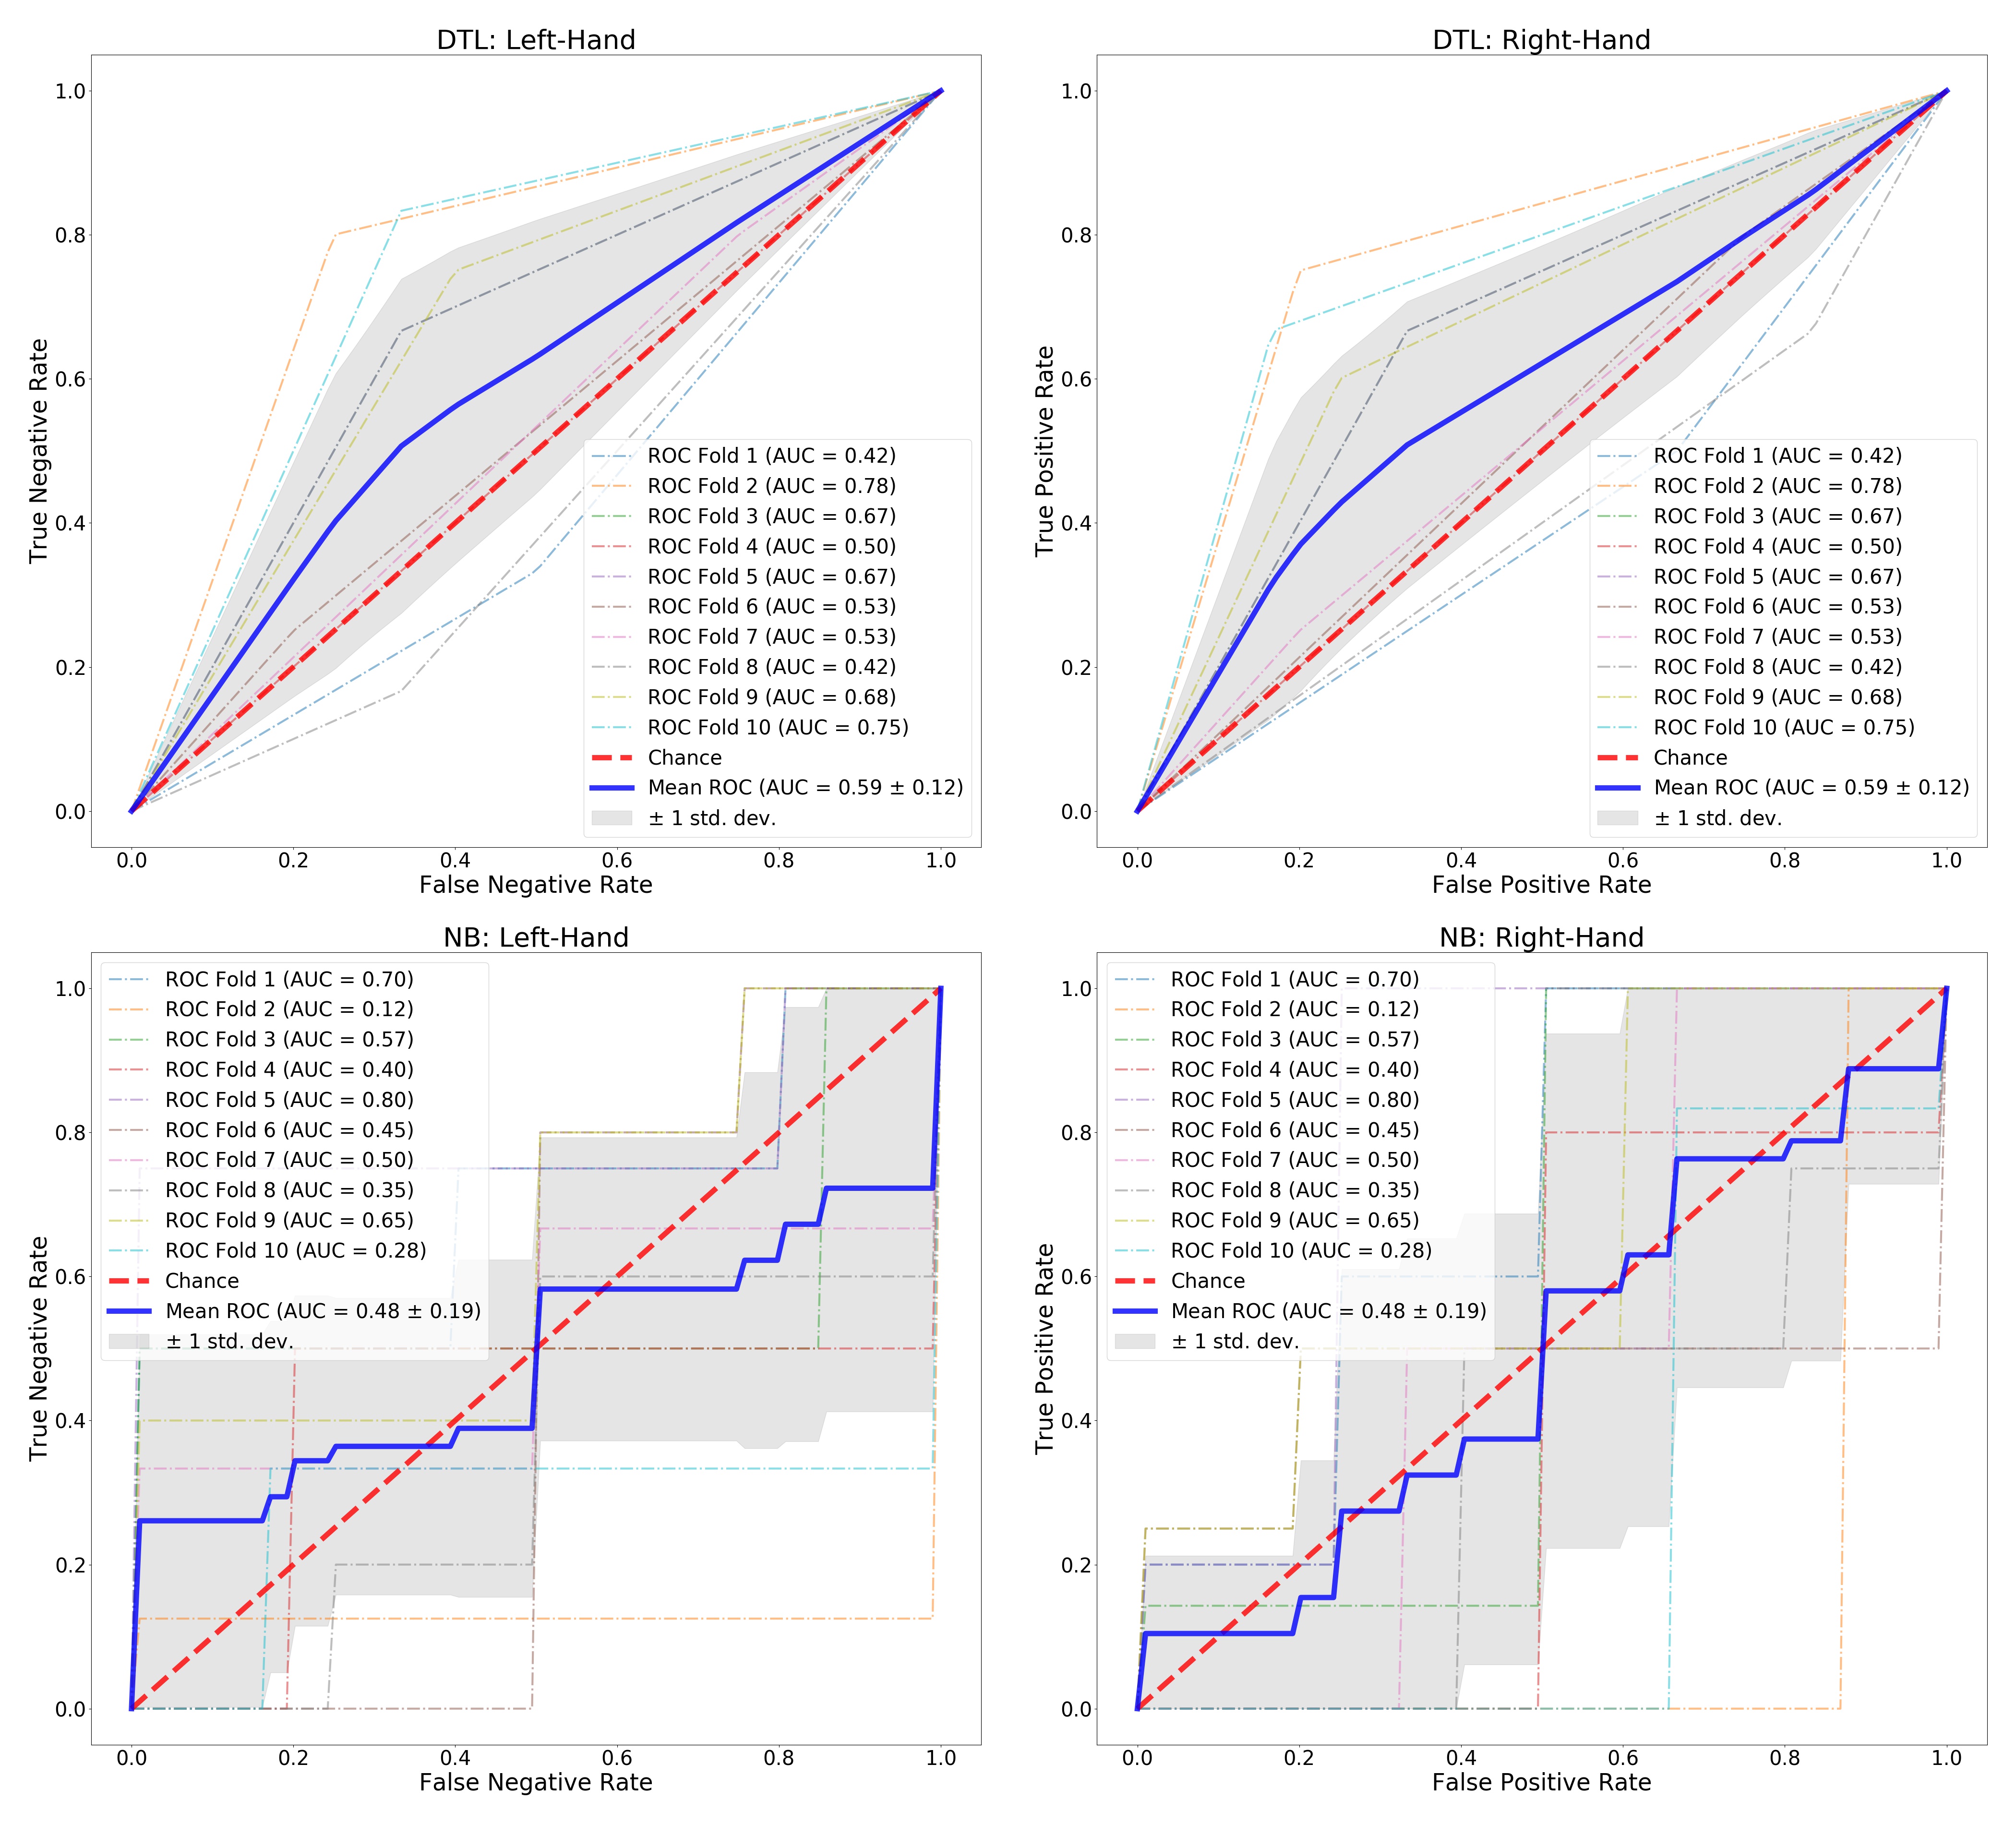 DTL: Left-Hand
True Negative Rate
1.0
0.8
0.6
0.4
0.2
0.0
ROC Fold 1 (AUC = 0.42)
ROC Fold 2 (AUC = 0.78)
ROC Fold 3 (AUC = 0.67)
ROC Fold 4 (AUC = 0.50)
ROC Fold 5 (AUC = 0.67)
ROC Fold 6 (AUC = 0.53)
ROC Fold 7 (AUC = 0.53)
ROC Fold 8 (AUC = 0.42)
ROC Fold 9 (AUC = 0.68)
ROC Fold 10 (AUC = 0.75)
Chance
Mean ROC (AUC = 0.59 ± 0.12)
± 1 std. dev.
0.0 0.2 0.4 0.6 0.8 1.0
False Negative Rate
DTL: Right-Hand
True Positive Rate
1.0
0.8
0.6
0.4
0.2
0.0
ROC Fold 1 (AUC = 0.42)
ROC Fold 2 (AUC = 0.78)
ROC Fold 3 (AUC = 0.67)
ROC Fold 4 (AUC = 0.50)
ROC Fold 5 (AUC = 0.67)
ROC Fold 6 (AUC = 0.53)
ROC Fold 7 (AUC = 0.53)
ROC Fold 8 (AUC = 0.42)
ROC Fold 9 (AUC = 0.68)
ROC Fold 10 (AUC = 0.75)
Chance
Mean ROC (AUC = 0.59 ± 0.12)
± 1 std. dev.
0.0 0.2 0.4 0.6 0.8 1.0
False Positive Rate
NB: Left-Hand
True Negative Rate
1.0
0.8
0.6
0.4
0.2
0.0
ROC Fold 1 (AUC = 0.70)
ROC Fold 2 (AUC = 0.12)
ROC Fold 3 (AUC = 0.57)
ROC Fold 4 (AUC = 0.40)
ROC Fold 5 (AUC = 0.80)
ROC Fold 6 (AUC = 0.45)
ROC Fold 7 (AUC = 0.50)
ROC Fold 8 (AUC = 0.35)
ROC Fold 9 (AUC = 0.65)
ROC Fold 10 (AUC = 0.28)
Chance
Mean ROC (AUC = 0.48 ± 0.19)
± 1 std. dev.
0.0 0.2 0.4 0.6 0.8 1.0
False Negative Rate
NB: Right-Hand
True Positive Rate
1.0
0.8
0.6
0.4
0.2
0.0
ROC Fold 1 (AUC = 0.70)
ROC Fold 2 (AUC = 0.12)
ROC Fold 3 (AUC = 0.57)
ROC Fold 4 (AUC = 0.40)
ROC Fold 5 (AUC = 0.80)
ROC Fold 6 (AUC = 0.45)
ROC Fold 7 (AUC = 0.50)
ROC Fold 8 (AUC = 0.35)
ROC Fold 9 (AUC = 0.65)
ROC Fold 10 (AUC = 0.28)
Chance
Mean ROC (AUC = 0.48 ± 0.19)
± 1 std. dev.
0.0 0.2 0.4 0.6 0.8 1.0
False Positive Rate